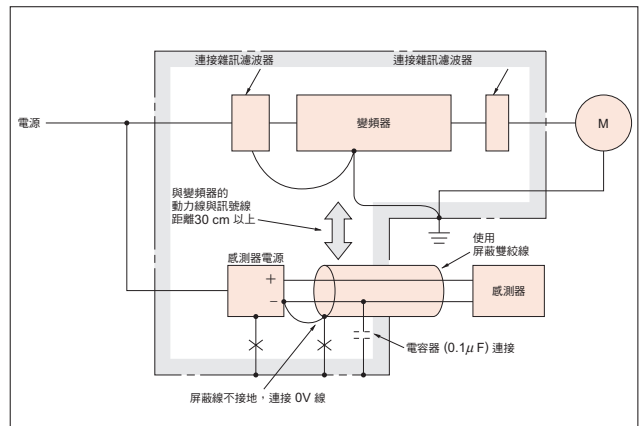 連接雜訊濾波器
連接雜訊濾波器
電源
變頻器
M
與變頻器的
動力線與訊號線
距離30 cm 以上
使用
屏蔽雙絞線
感測器電源
+
−
感測器
電容器 (0.1μF) 連接
屏蔽線不接地，連接 0V 線